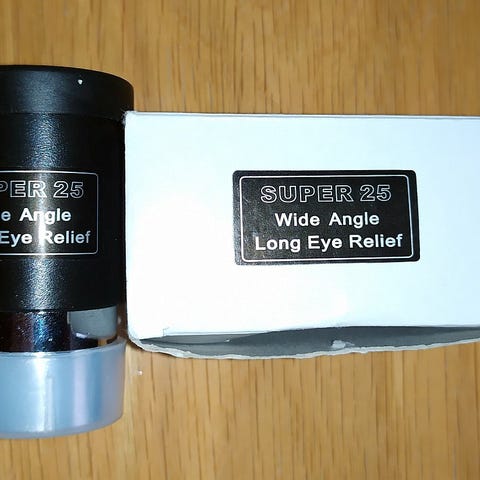 PER 25
e Angle
Eye Relief
SUPER 25
Wide Angle
Long Eye Relief